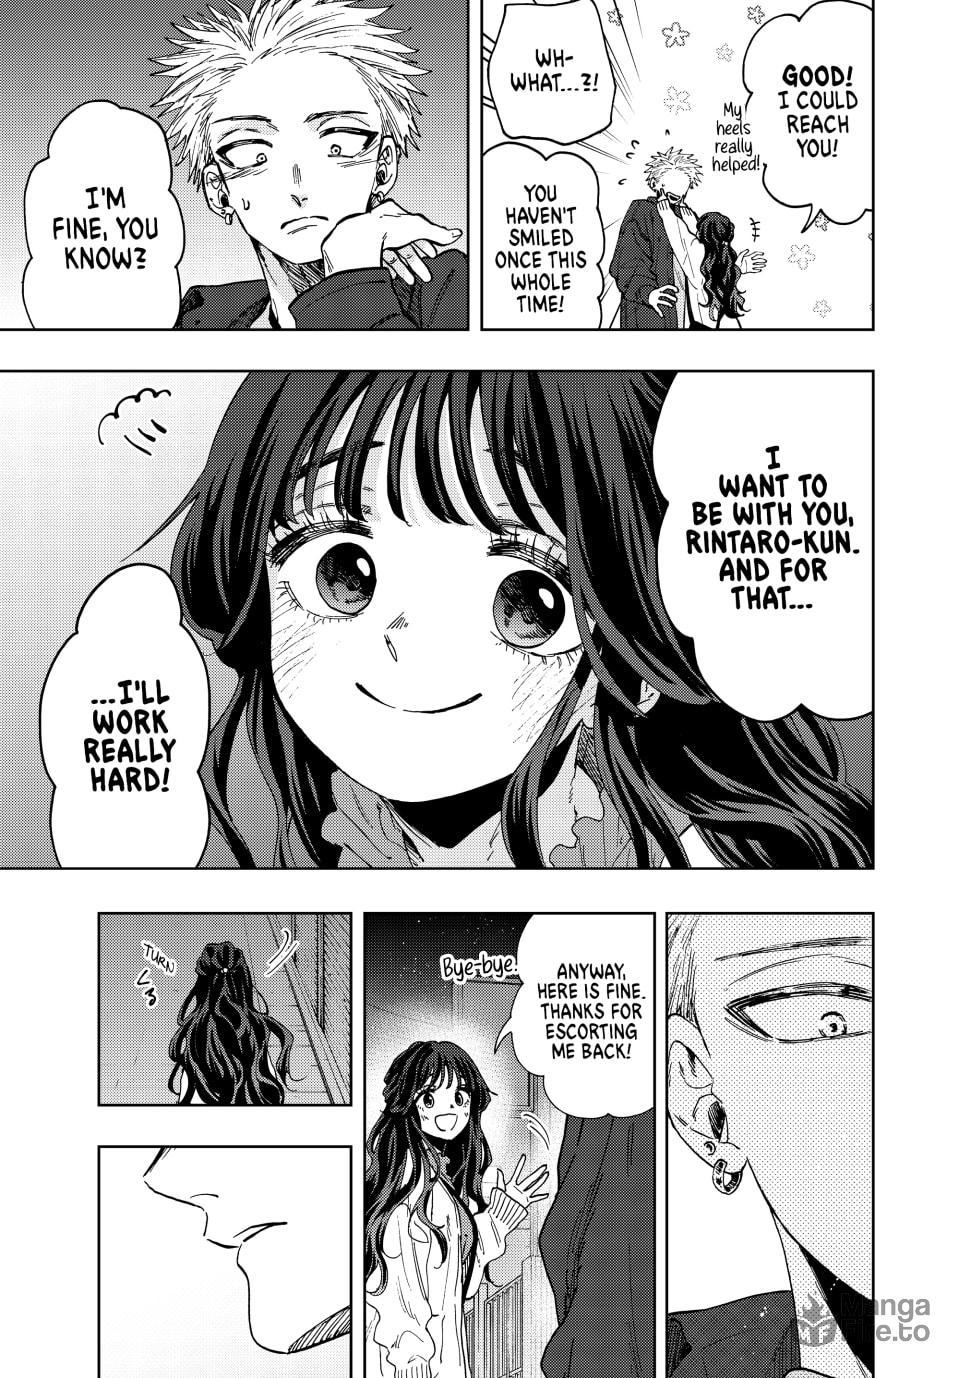 GOOD!
I COULD
REACH
YOU!
My
heels
really
helped!
WH-
WHAT...?!
YOU
HAVEN'T
SMILED
ONCE THIS
WHOLE
TIME!
I'M
FINE, YOU
KNOW?
I
WANT TO
BE WITH YOU,
RINTARO-KUN.
AND FOR
THAT...
...I'LL
WORK
REALLY
HARD!
ANYWAY,
HERE IS FINE.
THANKS FOR
ESCORTING
ME BACK!
Bye-bye!
TURN
Manga
Fire.to
MF